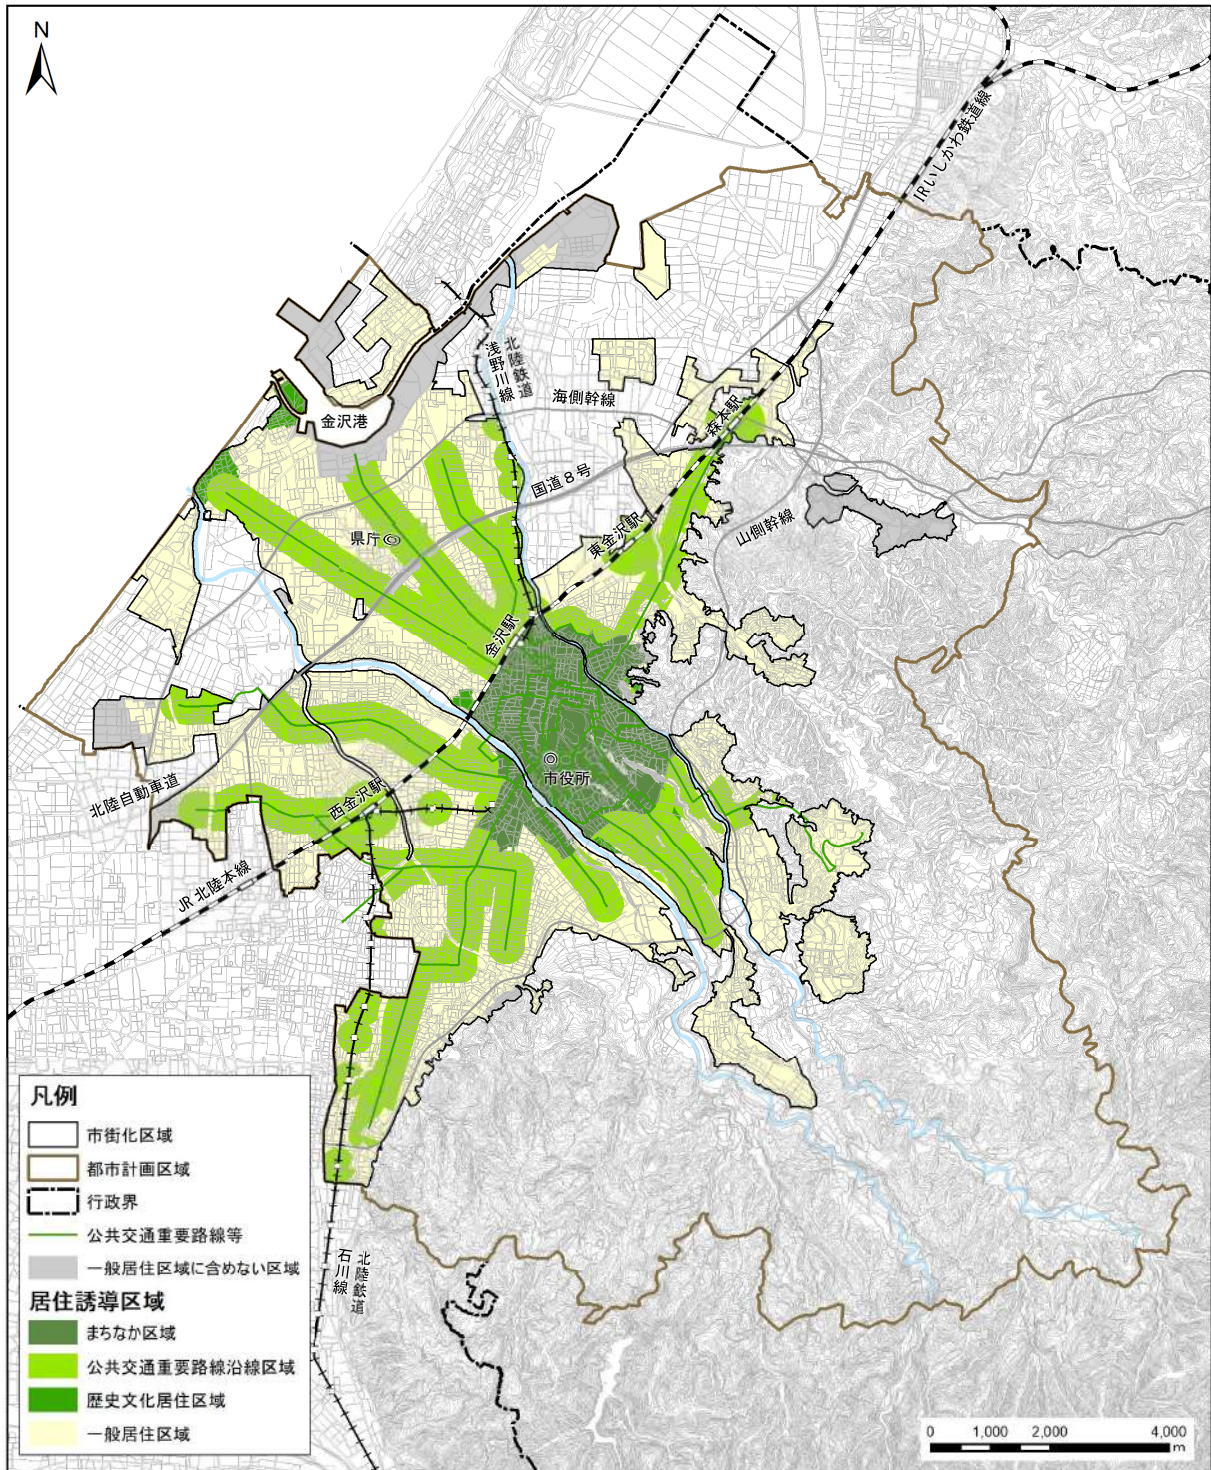 N
IRいしかわ鉄道線
北陸鉄道
浅野川線
海側幹線
金沢港
森本駅
国道8号
山側幹線
県庁
東金沢駅
金沢駅
市役所
北陸自動車道
西金沢駅
JR北陸本線
北陸鉄道
石川線
凡例
市街化区域
都市計画区域
行政界
公共交通重要路線等
一般居住区域に含めない区域
居住誘導区域
まちなか区域
公共交通重要路線沿線区域
歴史文化居住区域
一般居住区域
0 1,000 2,000 4,000
m